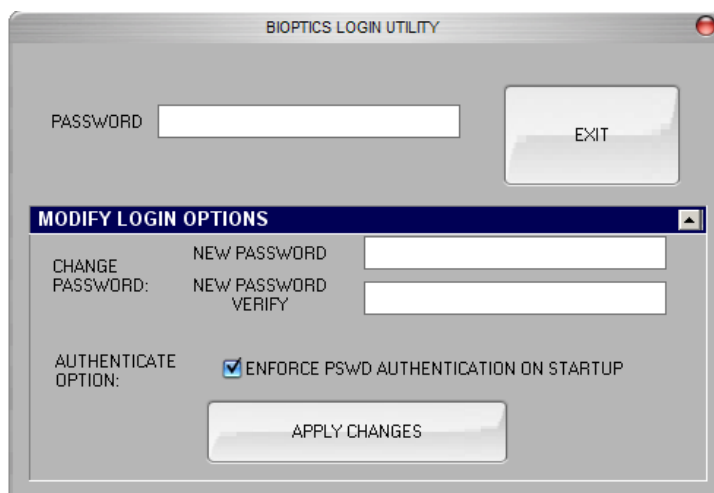 BIOPTICS LOGIN UTILITY
PASSWORD
EXIT
MODIFY LOGIN OPTIONS
CHANGE
PASSWORD:
NEW PASSWORD
NEW PASSWORD
VERIFY
AUTHENTICATE
OPTION:
ENFORCE PSWD AUTHENTICATION ON STARTUP
APPLY CHANGES